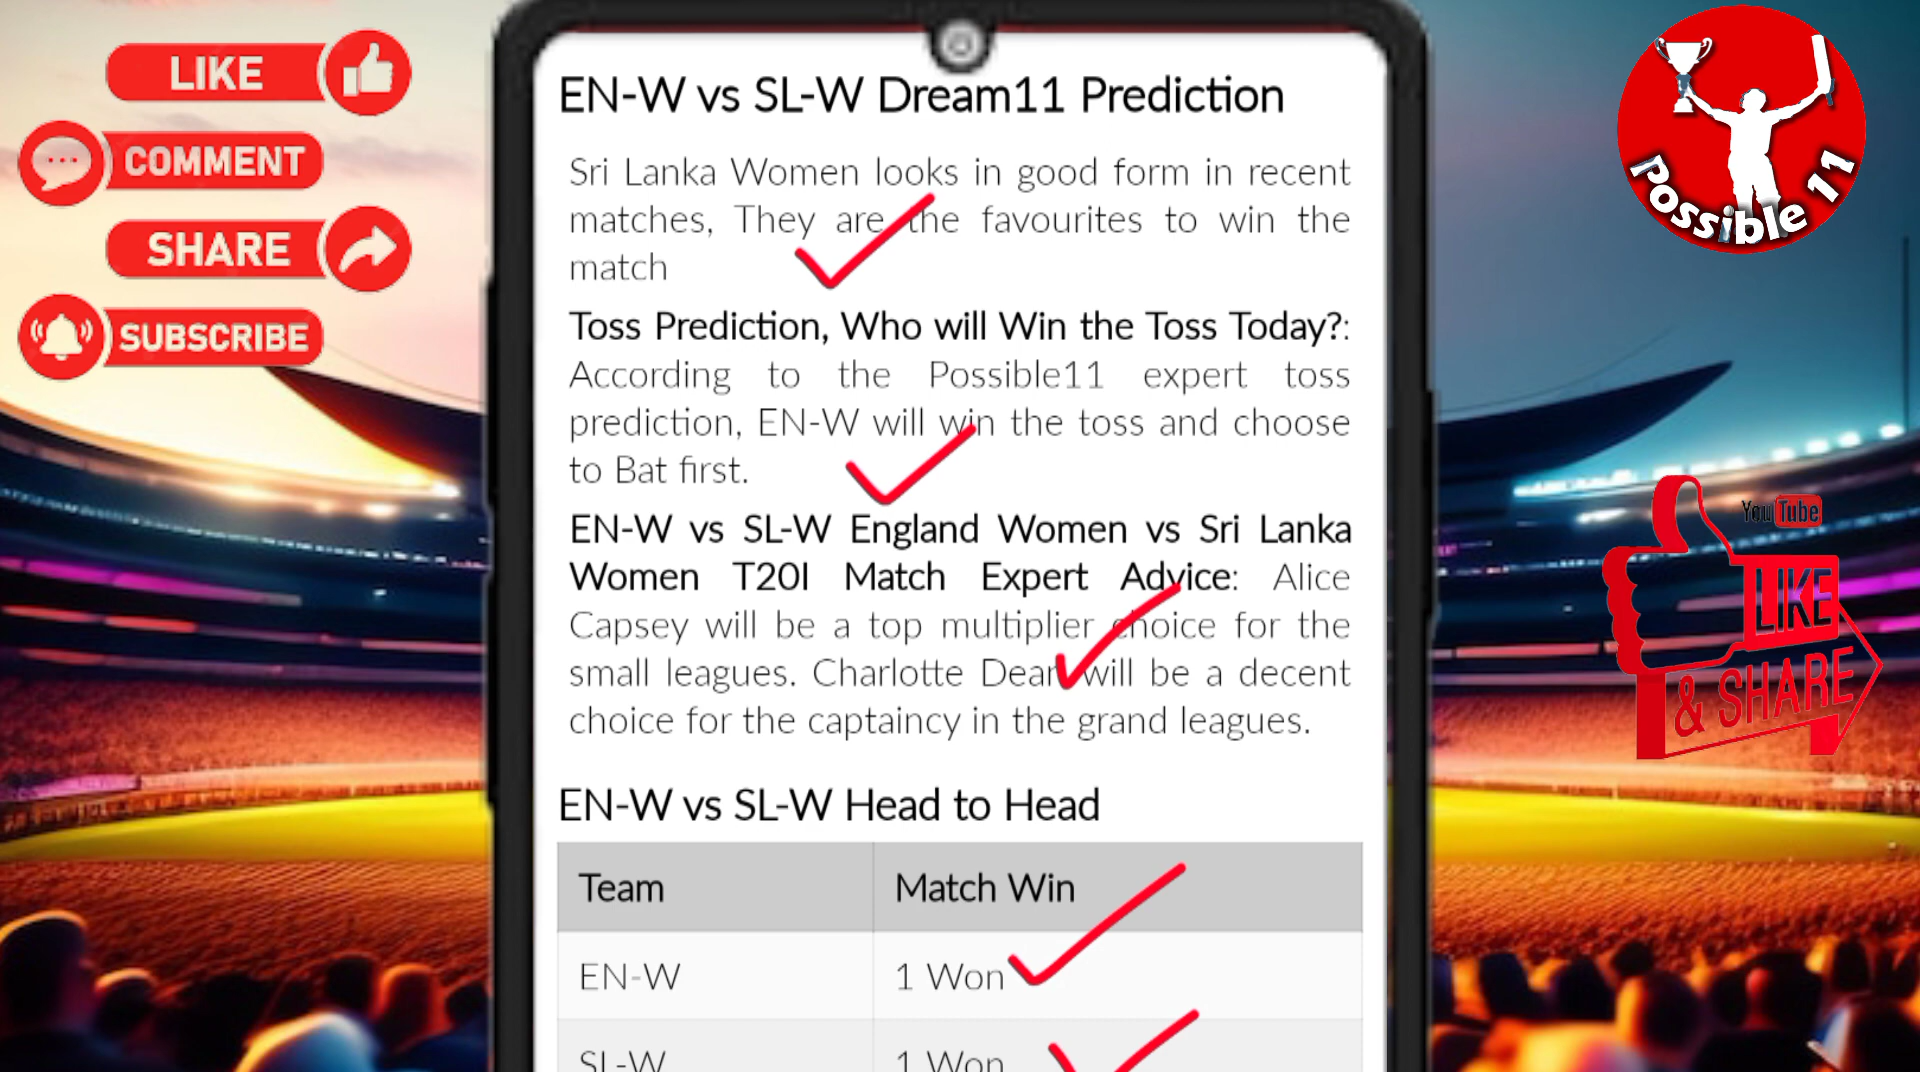 LIKE
COMMENT
SHARE
SUBSCRIBE
EN-W vs SL-W Dream11 Prediction
Sri Lanka Women looks in good form in recent
matches, They are the favourites to win the
match
Toss Prediction, Who will Win the Toss Today?:
According to the Possible11 expert toss
prediction, EN-W will win the toss and choose
to Bat first.
EN-W vs SL-W England Women vs Sri Lanka
Women T20I Match Expert Advice: Alice
Capsey will be a top multiplier choice for the
small leagues. Charlotte Dean will be a decent
choice for the captaincy in the grand leagues.
EN-W vs SL-W Head to Head
Team Match Win
EN-W 1 Won
SL-W 1 Won
Possible 11
YouTube
LIKE
& SHARE